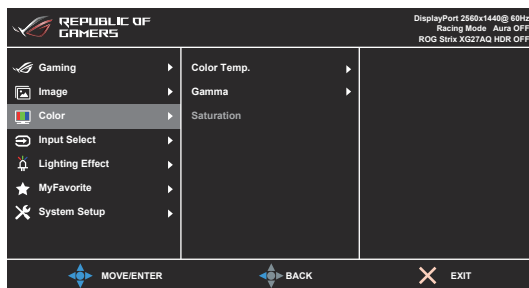 REPUBLIC OF
GAMERS
DisplayPort 2560x1440@ 60Hz
Racing Mode Aura OFF
ROG Strix XG27AQ HDR OFF
Gaming
Image
Color
Input Select
Lighting Effect
MyFavorite
System Setup
Color Temp.
Gamma
Saturation
MOVE/ENTER
BACK
EXIT